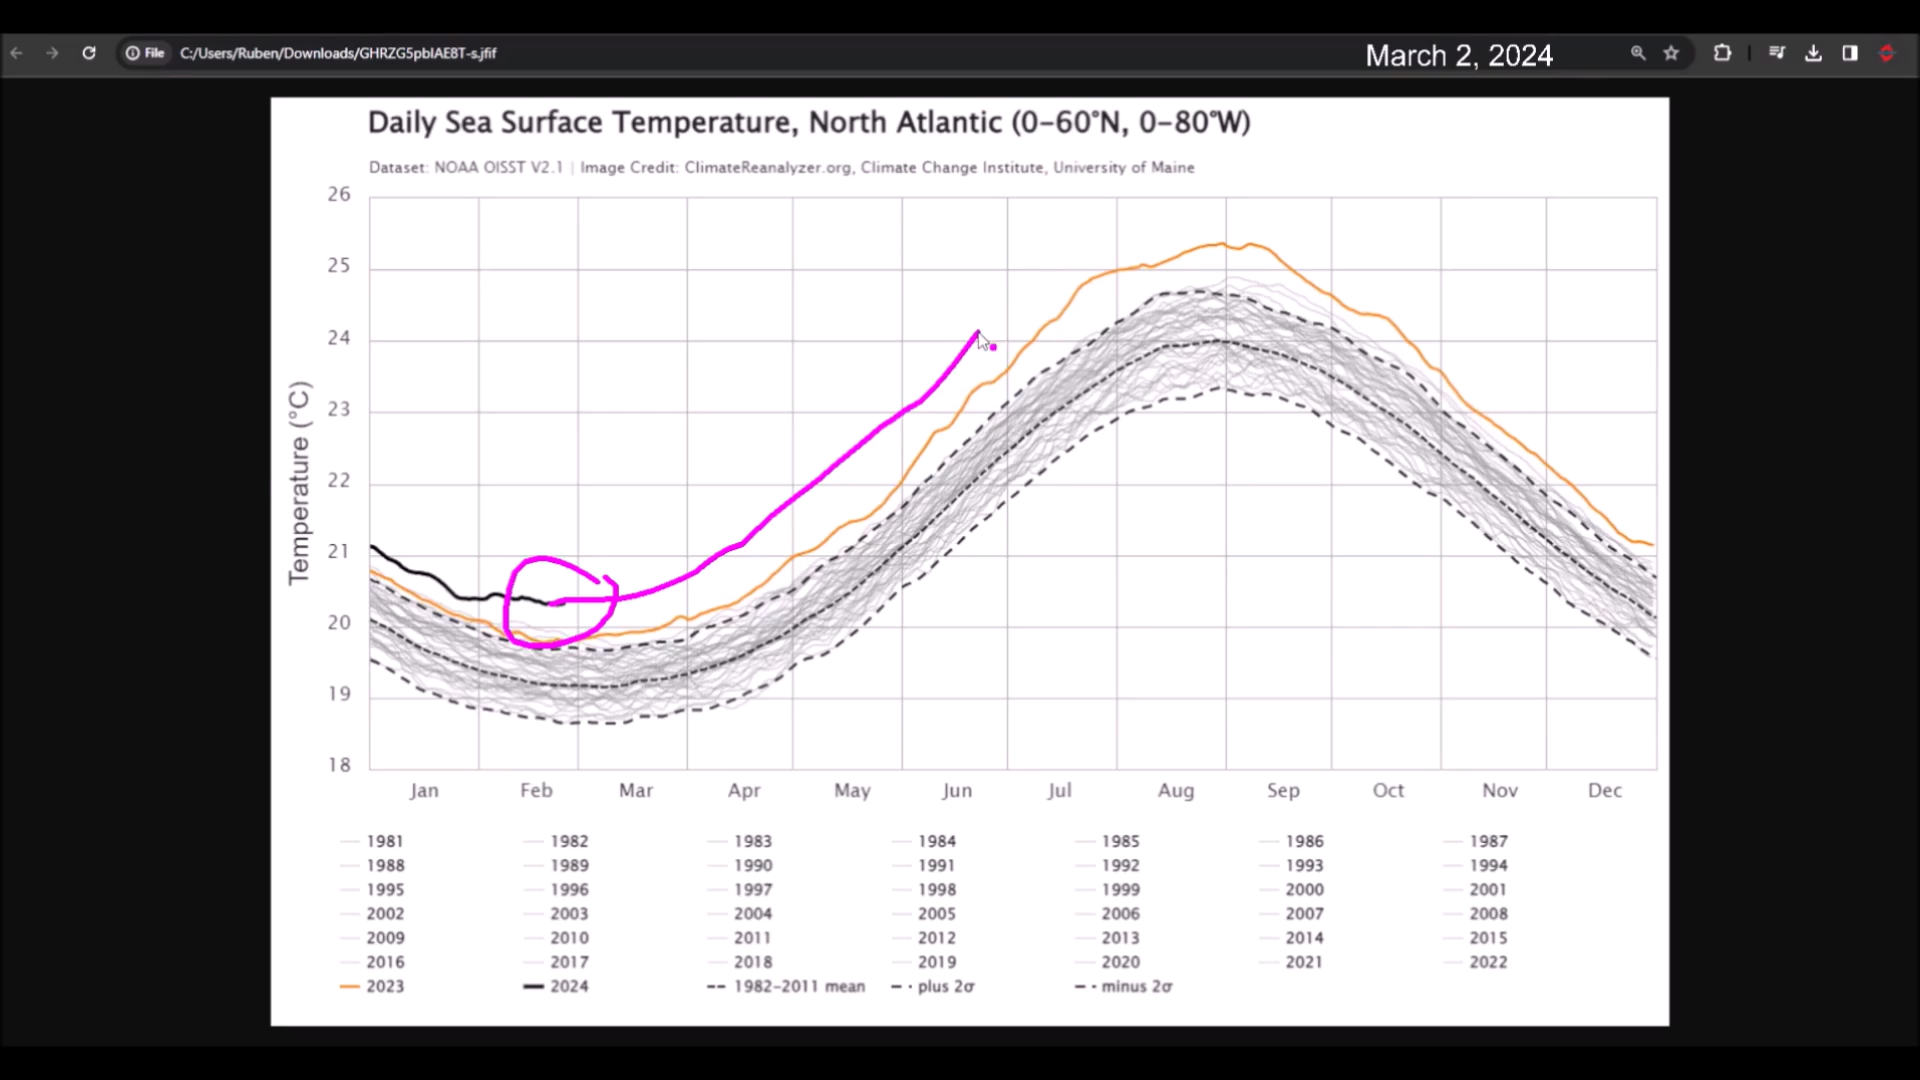 File C:/Users/Ruben/Downloads/GHRZG5pbIAE8T-s.jfif March 2, 2024
Daily Sea Surface Temperature, North Atlantic (0–60°N, 0–80°W)
Dataset: NOAA OISST V2.1 | Image Credit: ClimateReanalyzer.org, Climate Change Institute, University of Maine
26
25
24
23
22
21
20
19
18
Temperature (°C)
Jan Feb Mar Apr May Jun Jul Aug Sep Oct Nov Dec
1981 1982 1983 1984 1985 1986 1987
1988 1989 1990 1991 1992 1993 1994
1995 1996 1997 1998 1999 2000 2001
2002 2003 2004 2005 2006 2007 2008
2009 2010 2011 2012 2013 2014 2015
2016 2017 2018 2019 2020 2021 2022
2023 2024 1982–2011 mean plus 2σ minus 2σ